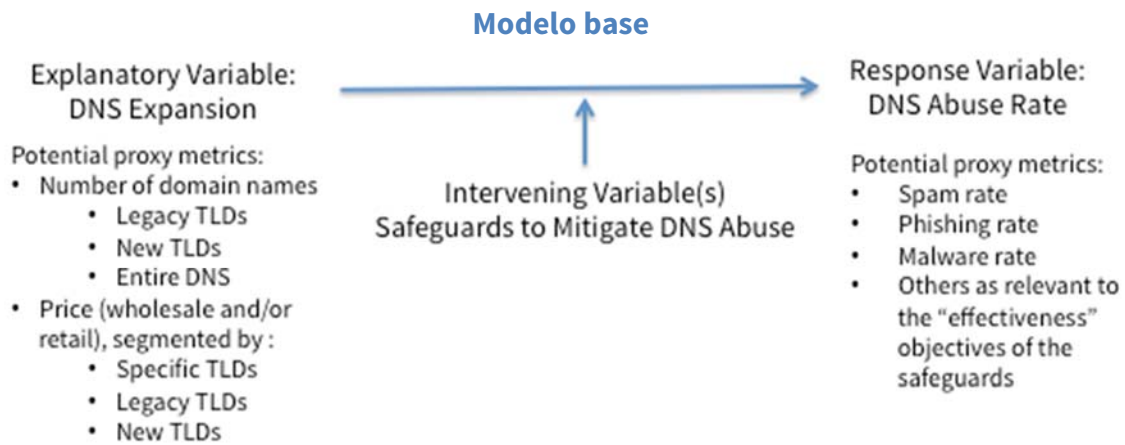 Modelo base
Explanatory Variable:
DNS Expansion
Potential proxy metrics:
• Number of domain names
• Legacy TLDs
• New TLDs
• Entire DNS
• Price (wholesale and/or
retail), segmented by :
• Specific TLDs
• Legacy TLDs
• New TLDs
Intervening Variable(s)
Safeguards to Mitigate DNS Abuse
Response Variable:
DNS Abuse Rate
Potential proxy metrics:
• Spam rate
• Phishing rate
• Malware rate
• Others as relevant to
the “effectiveness”
objectives of the
safeguards